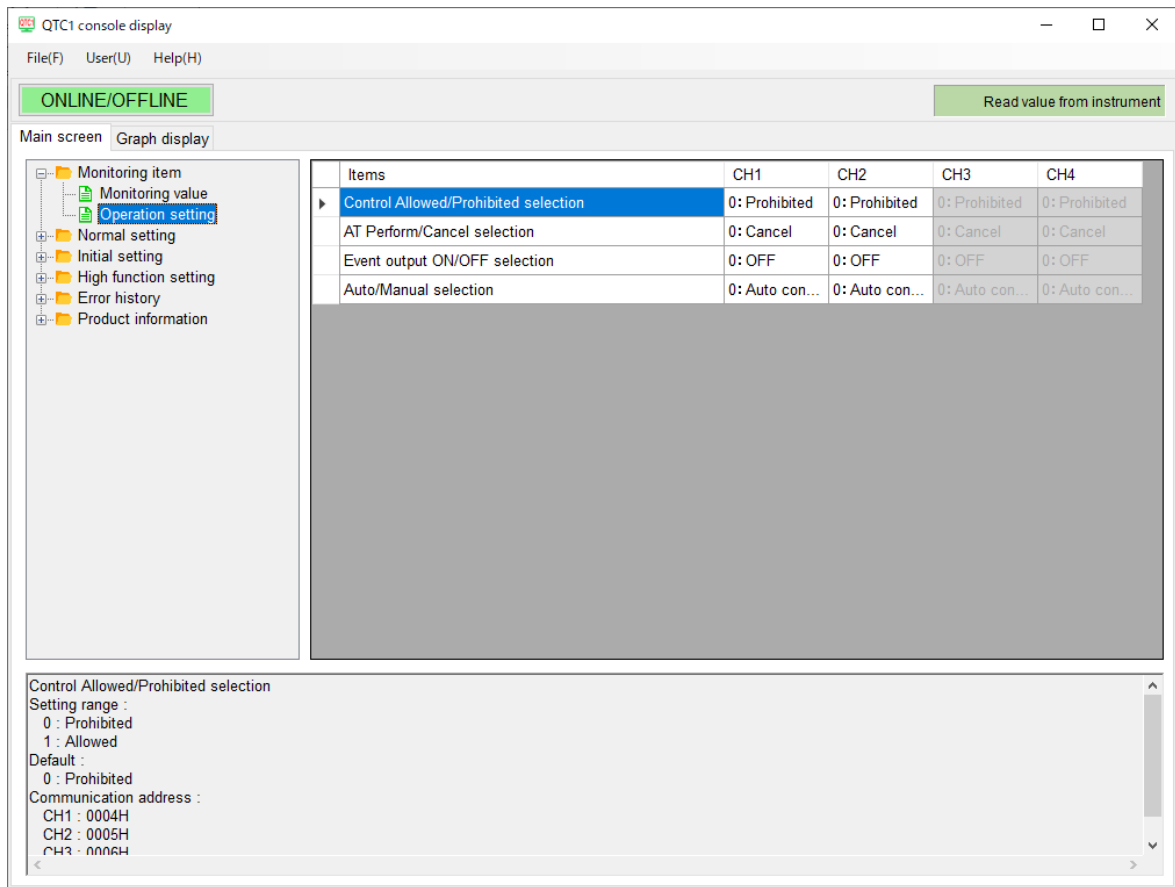 QTC1 console display
File(F) User(U) Help(H)
ONLINE/OFFLINE
Read value from instrument
Main screen Graph display
Monitoring item
Monitoring value
Operation setting
Normal setting
Initial setting
High function setting
Error history
Product information
Items CH1 CH2 CH3 CH4
Control Allowed/Prohibited selection 0: Prohibited 0: Prohibited 0: Prohibited 0: Prohibited
AT Perform/Cancel selection 0: Cancel 0: Cancel 0: Cancel 0: Cancel
Event output ON/OFF selection 0: OFF 0: OFF 0: OFF 0: OFF
Auto/Manual selection 0: Auto con... 0: Auto con... 0: Auto con... 0: Auto con...
Control Allowed/Prohibited selection
Setting range :
0 : Prohibited
1 : Allowed
Default :
0 : Prohibited
Communication address :
CH1 : 0004H
CH2 : 0005H
CH3 : 0006H